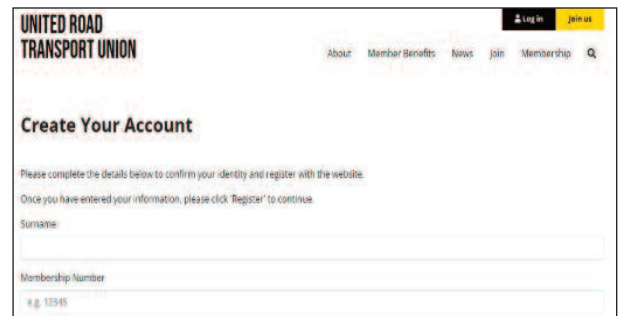 UNITED ROAD
TRANSPORT UNION
Log in
Join us
About Member Benefits News Join Membership
Create Your Account
Please complete the details below to confirm your identity and register with the website.
Once you have entered your information, please click 'Register' to continue.
Surname
Membership Number
e.g. 12345